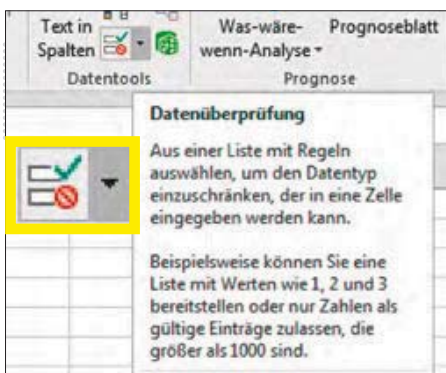 Text in
Spalten
Was-wäre-
wenn-Analyse
Prognoseblatt
Datentools
Prognose
Datenüberprüfung
Aus einer Liste mit Regeln
auswählen, um den Datentyp
einzuschränken, der in eine Zelle
eingegeben werden kann.
Beispielsweise können Sie eine
Liste mit Werten wie 1, 2 und 3
bereitstellen oder nur Zahlen als
gültige Einträge zulassen, die
größer als 1000 sind.